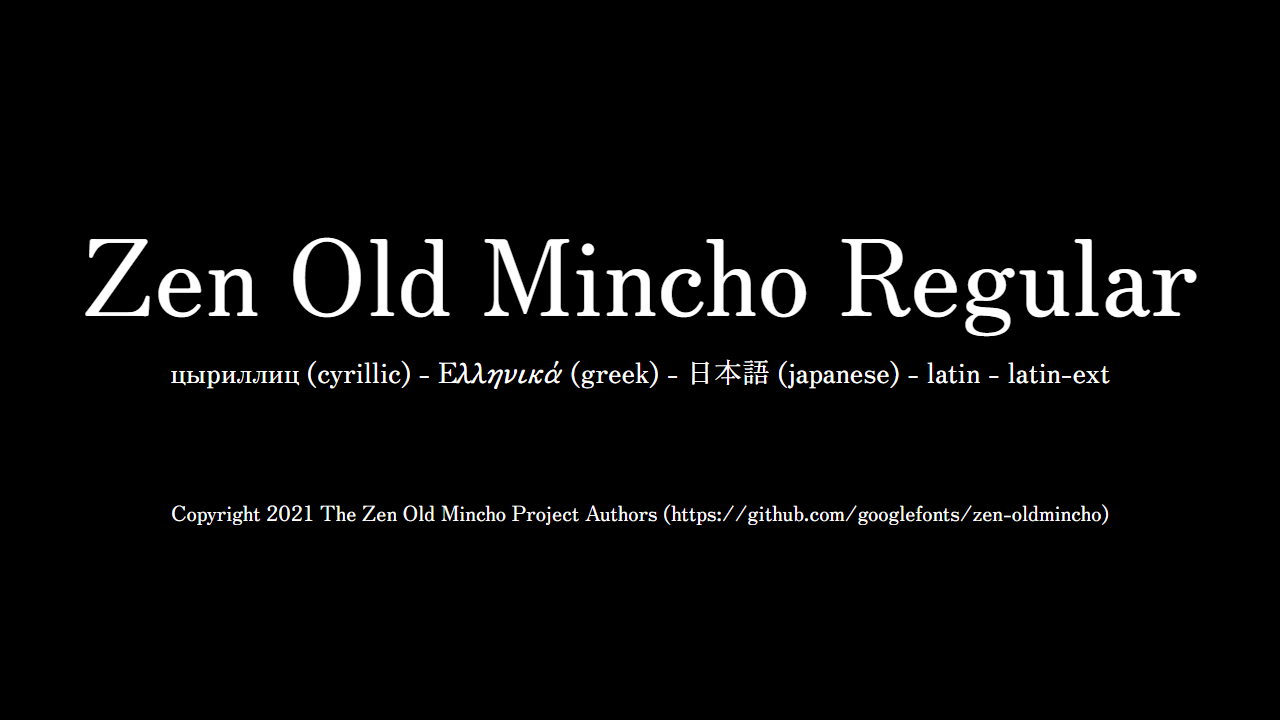 Zen Old Mincho Regular
цыриллиц (cyrillic) - Ελληνικά (greek) - 日本語 (japanese) - latin - latin-ext
Copyright 2021 The Zen Old Mincho Project Authors (https://github.com/googlefonts/zen-oldmincho)